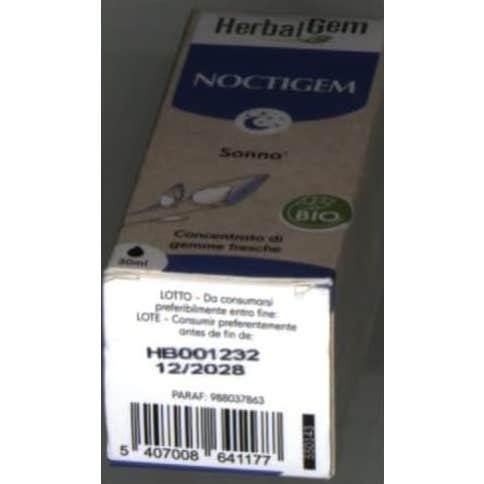 HerbalGem
NOCTIGEM
Sonno
BIO
Concentrato di
gemme fresche
30ml
LOTTO - Da consumarsi
preferibilmente entro fine:
LOTE - Consumir preferentemente
antes de fin de:
HB001232
12/2028
PARAF: 988037863
5 407008 641177